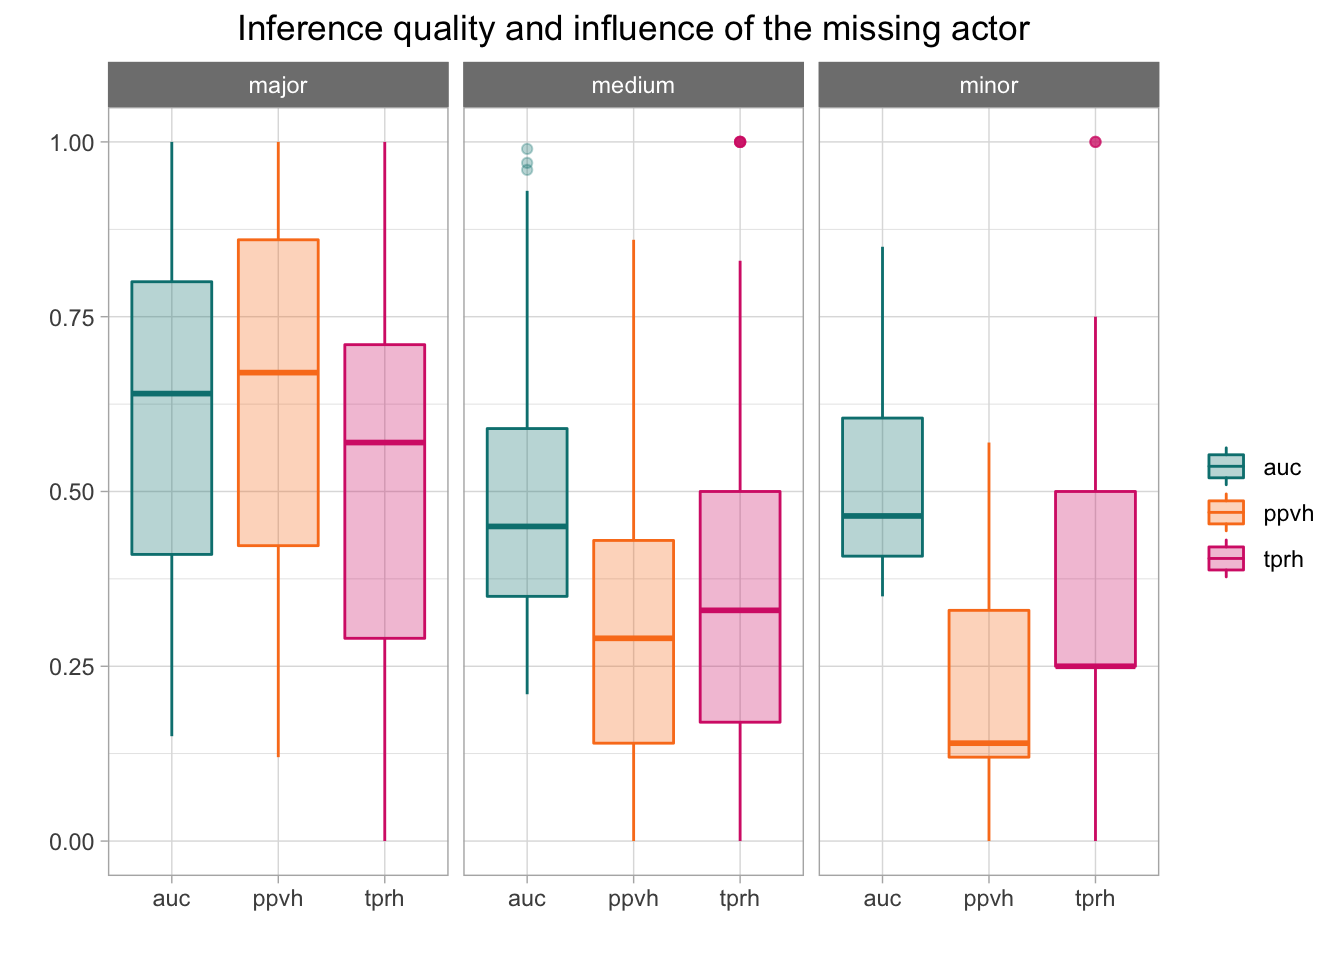 Inference quality and influence of the missing actor
major medium minor
1.00
0.75
0.50
0.25
0.00
auc ppvh tprh auc ppvh tprh auc ppvh tprh
auc
ppvh
tprh